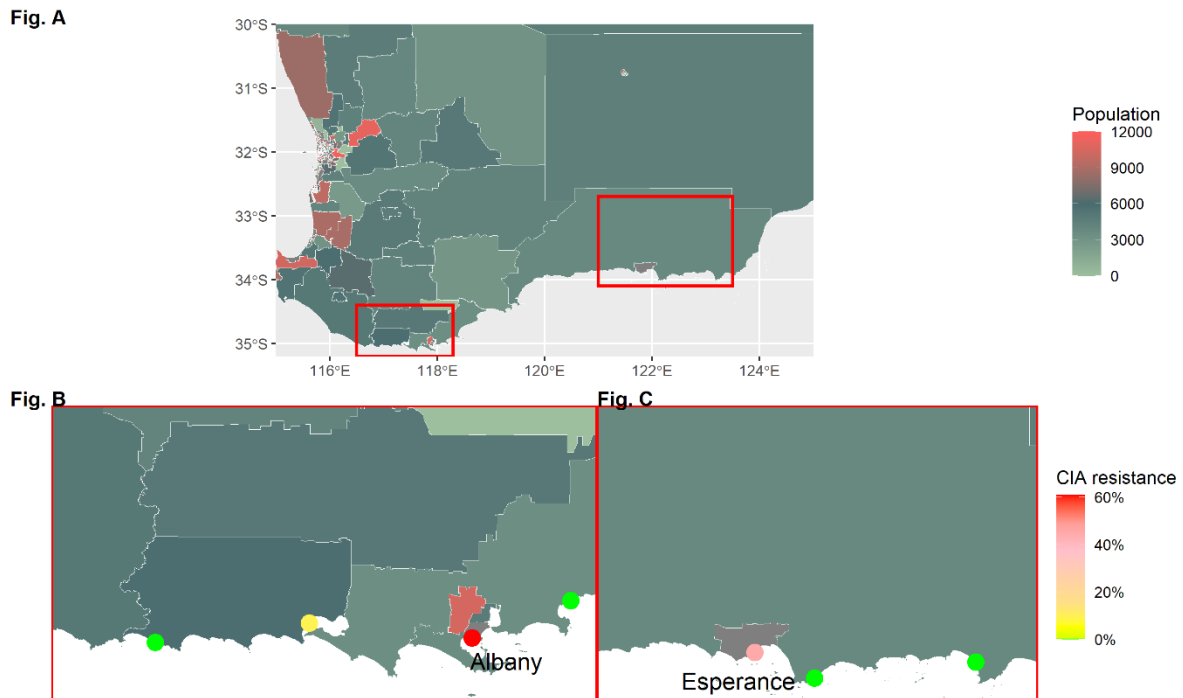 Fig. A
30°S
31°S
32°S
33°S
34°S
35°S
116°E 118°E 120°E 122°E 124°E
Population
12000
9000
6000
3000
0
Fig. B
Albany
Fig. C
Esperance
CIA resistance
60%
40%
20%
0%